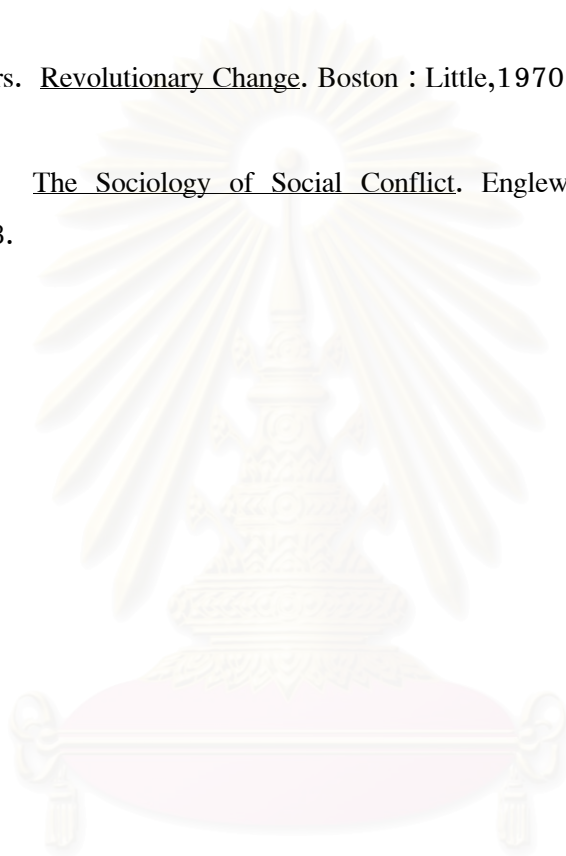 rs. Revolutionary Change. Boston : Little,1970
The Sociology of Social Conflict. Englew
3.